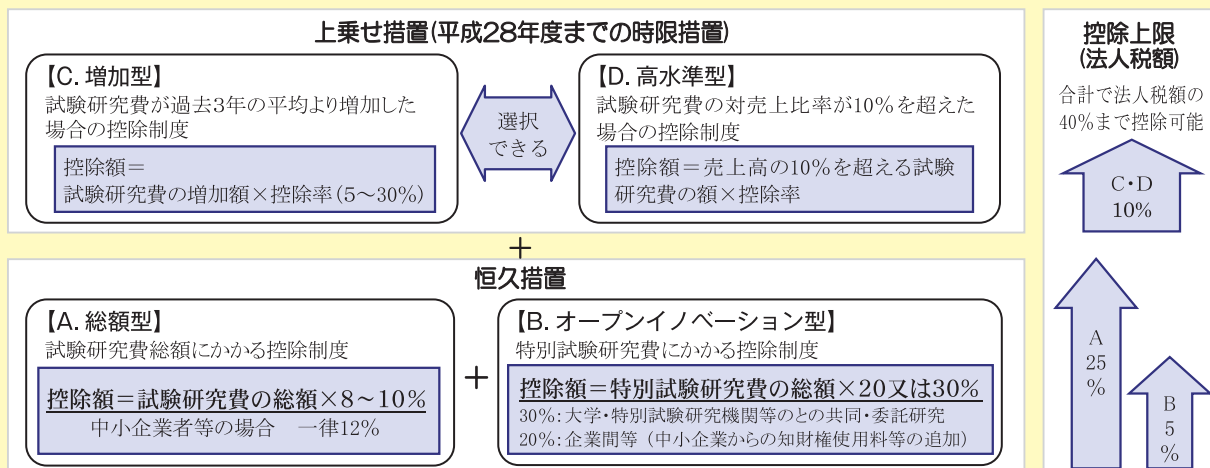 上乗せ措置(平成28年度までの時限措置)
【C. 増加型】
試験研究費が過去3年の平均より増加した
場合の控除制度
控除額＝
試験研究費の増加額×控除率(5～30%)
選択
できる
【D. 高水準型】
試験研究費の対売上比率が10%を超えた
場合の控除制度
控除額＝売上高の10%を超える試験
研究費の額×控除率
+
恒久措置
【A. 総額型】
試験研究費総額にかかる控除制度
控除額＝試験研究費の総額×8～10%
中小企業者等の場合 一律12%
+
【B. オープンイノベーション型】
特別試験研究費にかかる控除制度
控除額＝特別試験研究費の総額×20又は30%
30%：大学・特別試験研究機関等のとの共同・委託研究
20%：企業間等（中小企業からの知財権使用料等の追加）
控除上限
(法人税額)
合計で法人税額の
40%まで控除可能
C・D
10%
A
25
%
B
5
%